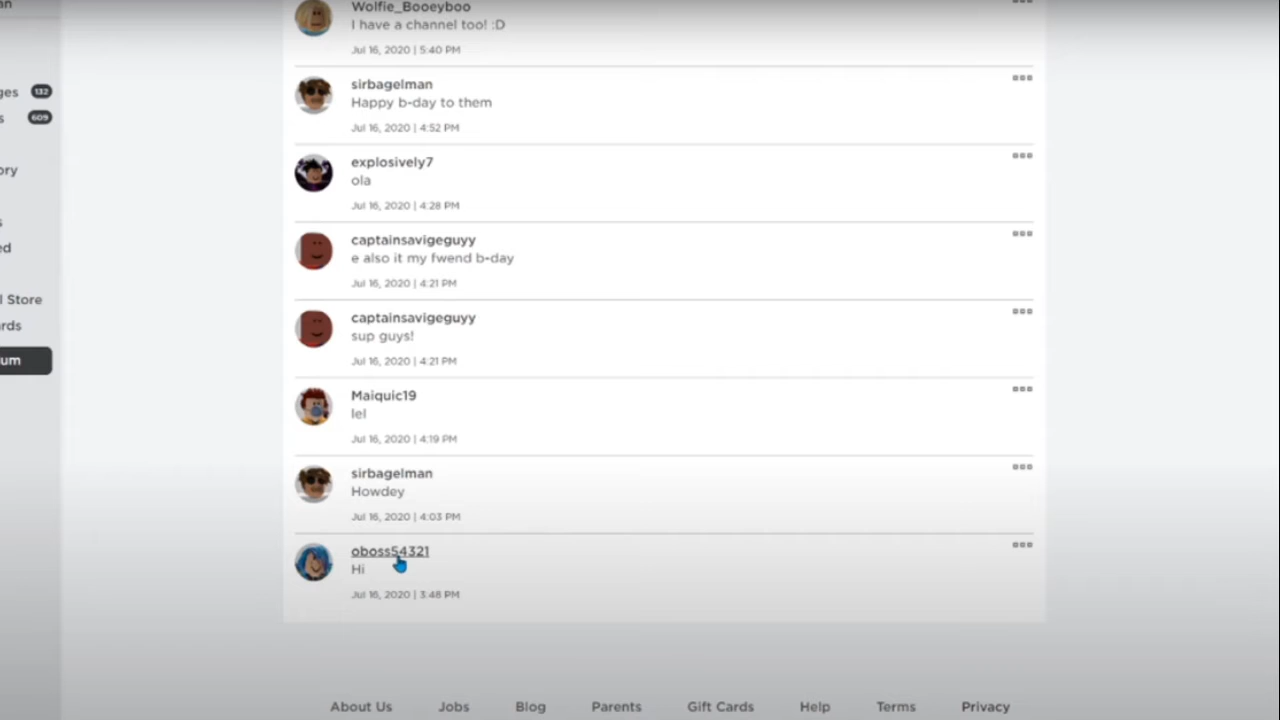 nn
Wolfie_Booeyboo
I have a channel too! :D
Jul 16, 2020 | 5:40 PM
ges 132
sirbagelman
Happy b-day to them
s 609
Jul 16, 2020 | 4:52 PM
explosively7
ory
ola
Jul 16, 2020 | 4:28 PM
s
captainsavigeguyy
ed
e also it my fwend b-day
Jul 16, 2020 | 4:21 PM
l Store
captainsavigeguyy
rds
sup guys!
um
Jul 16, 2020 | 4:21 PM
Maiquic19
lel
Jul 16, 2020 | 4:19 PM
sirbagelman
Howdey
Jul 16, 2020 | 4:03 PM
oboss54321
Hi
Jul 16, 2020 | 3:48 PM
About Us Jobs Blog Parents Gift Cards Help Terms Privacy